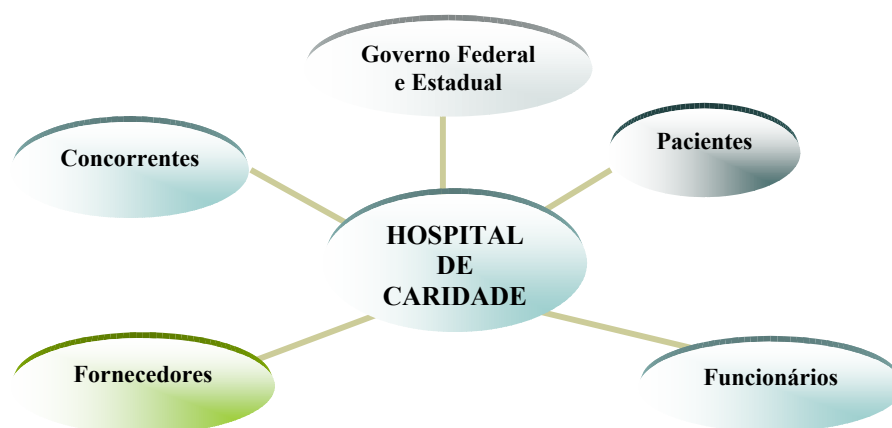 Governo Federal
e Estadual
Concorrentes
Pacientes
HOSPITAL
DE
CARIDADE
Fornecedores
Funcionários